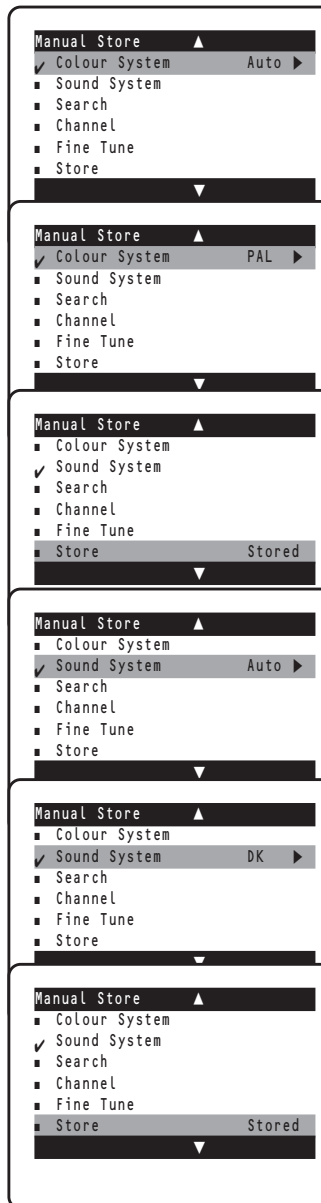 Manual Store ▲
✔ Colour System Auto ▶
▪ Sound System
▪ Search
▪ Channel
▪ Fine Tune
▪ Store
▼
Manual Store ▲
✔ Colour System PAL ▶
▪ Sound System
▪ Search
▪ Channel
▪ Fine Tune
▪ Store
▼
Manual Store ▲
▪ Colour System
✔ Sound System
▪ Search
▪ Channel
▪ Fine Tune
▪ Store Stored
▼
Manual Store ▲
▪ Colour System
✔ Sound System Auto ▶
▪ Search
▪ Channel
▪ Fine Tune
▪ Store
▼
Manual Store ▲
▪ Colour System
✔ Sound System DK ▶
▪ Search
▪ Channel
▪ Fine Tune
▪ Store
▼
Manual Store ▲
▪ Colour System
✔ Sound System
▪ Search
▪ Channel
▪ Fine Tune
▪ Store Stored
▼